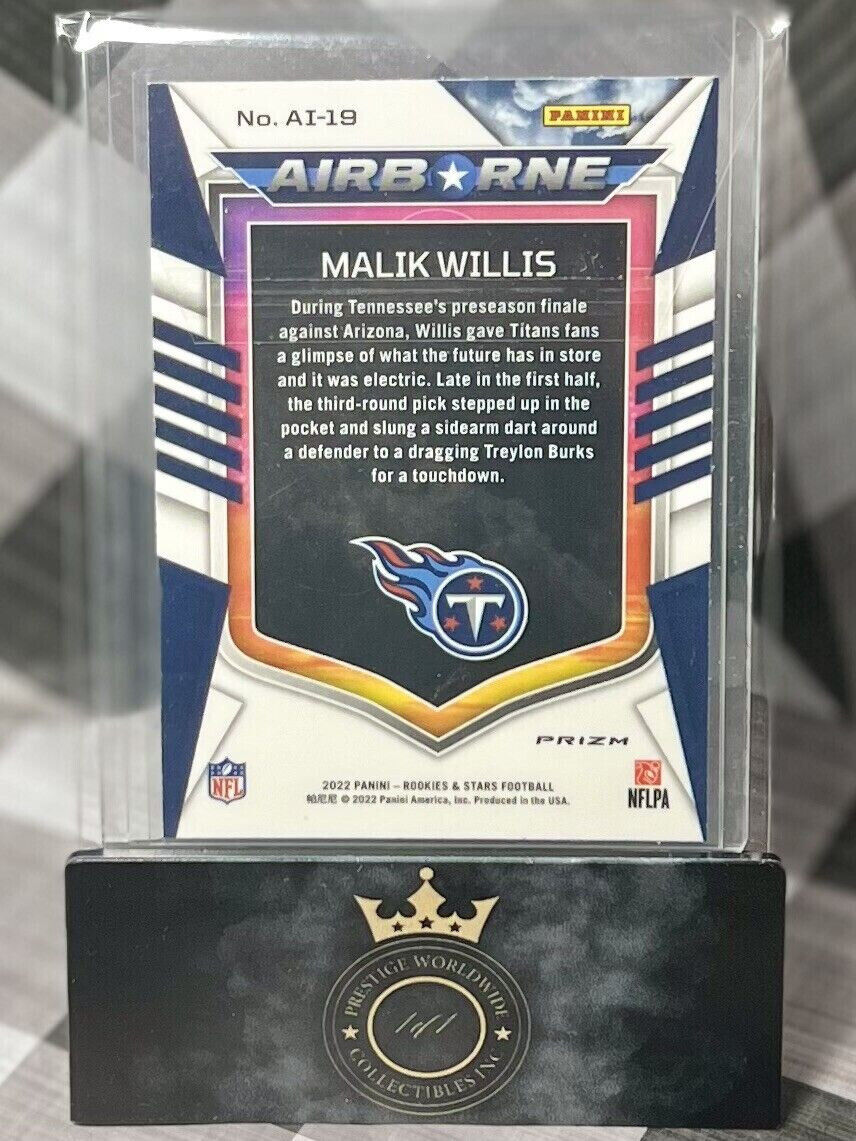 No. AI-19
PANINI
AIRBORNE
MALIK WILLIS
During Tennessee's preseason finale
against Arizona, Willis gave Titans fans
a glimpse of what the future has in store
and it was electric. Late in the first half,
the third-round pick stepped up in the
pocket and slung a sidearm dart around
a defender to a dragging Treylon Burks
for a touchdown.
T
PRIZM
NFL
2022 PANINI – ROOKIES & STARS FOOTBALL
帕尼尼 © 2022 Panini America, Inc. Produced in the USA.
NFLPA
PRESTIGE WORLDWIDE
1of1
COLLECTIBLES INC